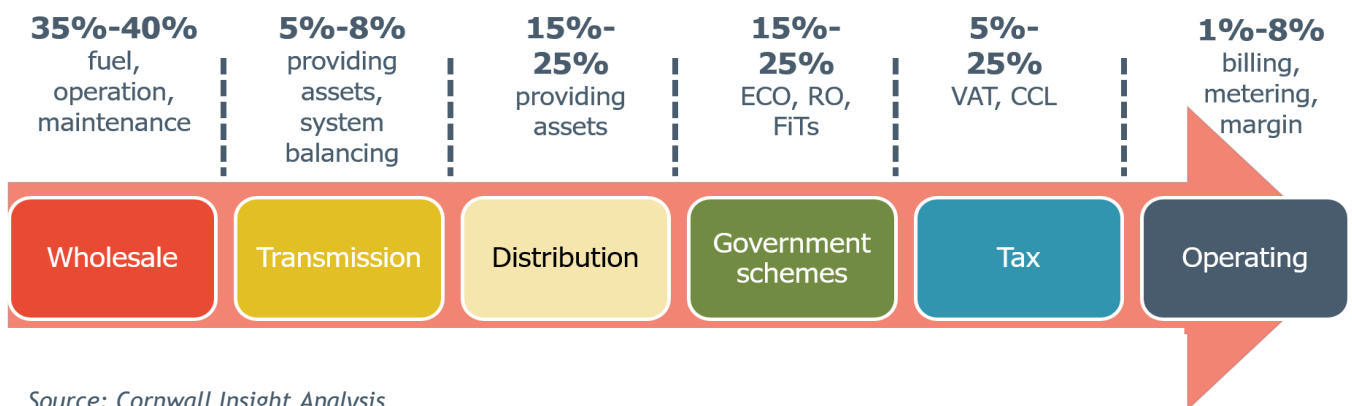 35%-40%
fuel,
operation,
maintenance
5%-8%
providing
assets,
system
balancing
15%-
25%
providing
assets
15%-
25%
ECO, RO,
FiTs
5%-
25%
VAT, CCL
1%-8%
billing,
metering,
margin
Wholesale
Transmission
Distribution
Government
schemes
Tax
Operating
Source: Cornwall Insight Analysis